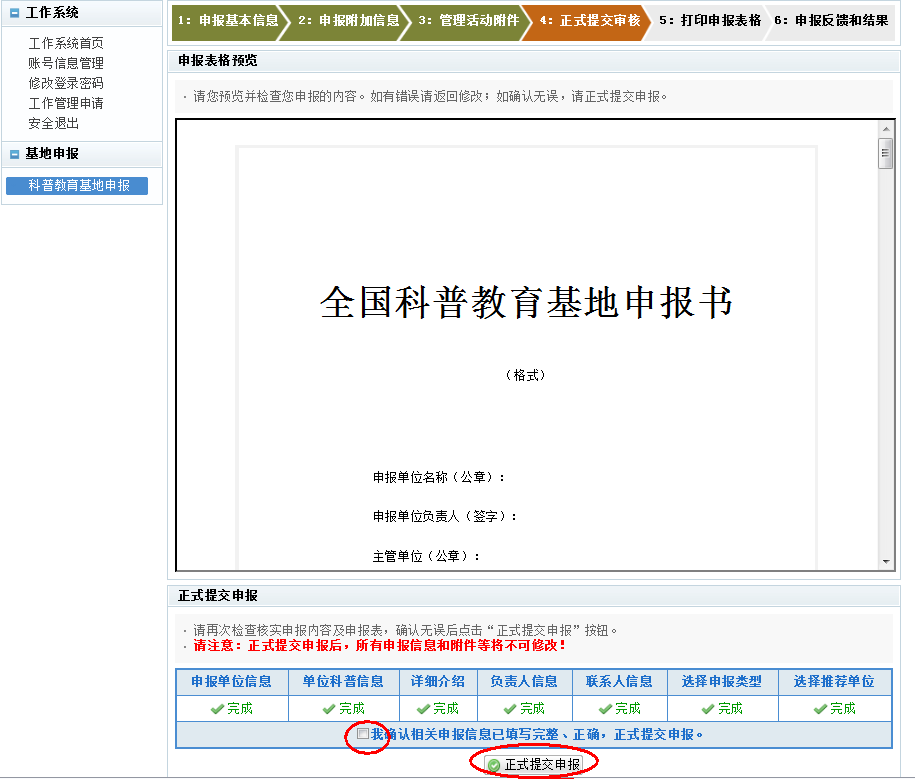 工作系统
工作系统首页
账号信息管理
修改登录密码
工作管理申请
安全退出
基地申报
科普教育基地申报
1：申报基本信息 2：申报附加信息 3：管理活动附件 4：正式提交审核 5：打印申报表格 6：申报反馈和结果
申报表格预览
· 请您预览并检查您申报的内容。如有错误请返回修改；如确认无误，请正式提交申报。
全国科普教育基地申报书
（格式）
申报单位名称（公章）：
申报单位负责人（签字）：
主管单位（公章）：
正式提交申报
· 请再次检查核实申报内容及申报表，确认无误后点击“正式提交申报”按钮。
· 请注意：正式提交申报后，所有申报信息和附件等将不可修改！
申报单位信息 单位科普信息 详细介绍 负责人信息 联系人信息 选择申报类型 选择推荐单位
完成 完成 完成 完成 完成 完成 完成
我确认相关申报信息已填写完整、正确，正式提交申报。
正式提交申报